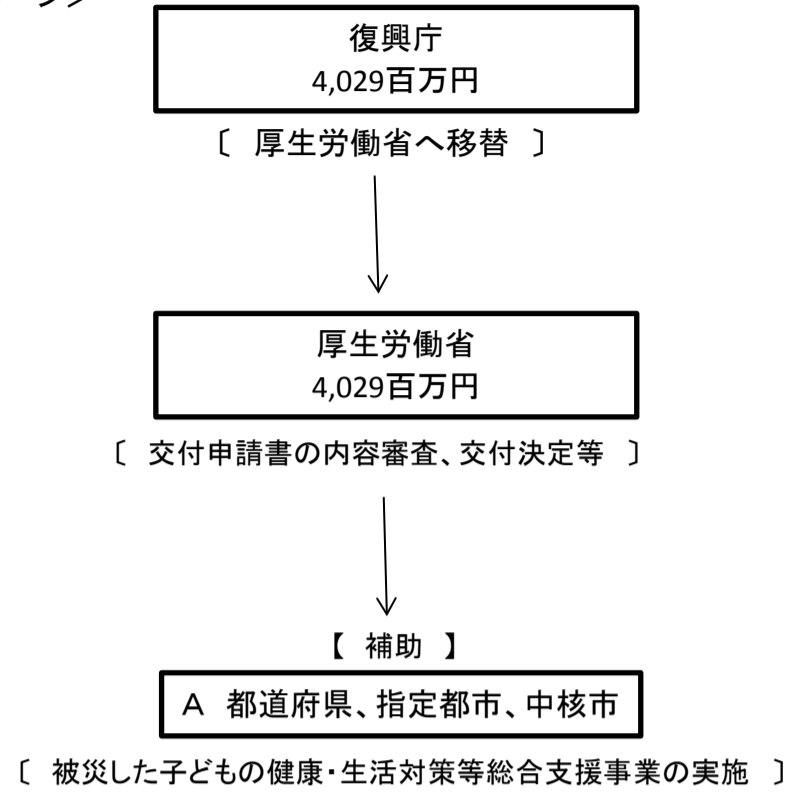 復興庁
4,029百万円
〔　厚生労働省へ移替　〕
厚生労働省
4,029百万円
〔　交付申請書の内容審査、交付決定等　〕
【　補助　】
A　都道府県、指定都市、中核市
〔　被災した子どもの健康・生活対策等総合支援事業の実施　〕